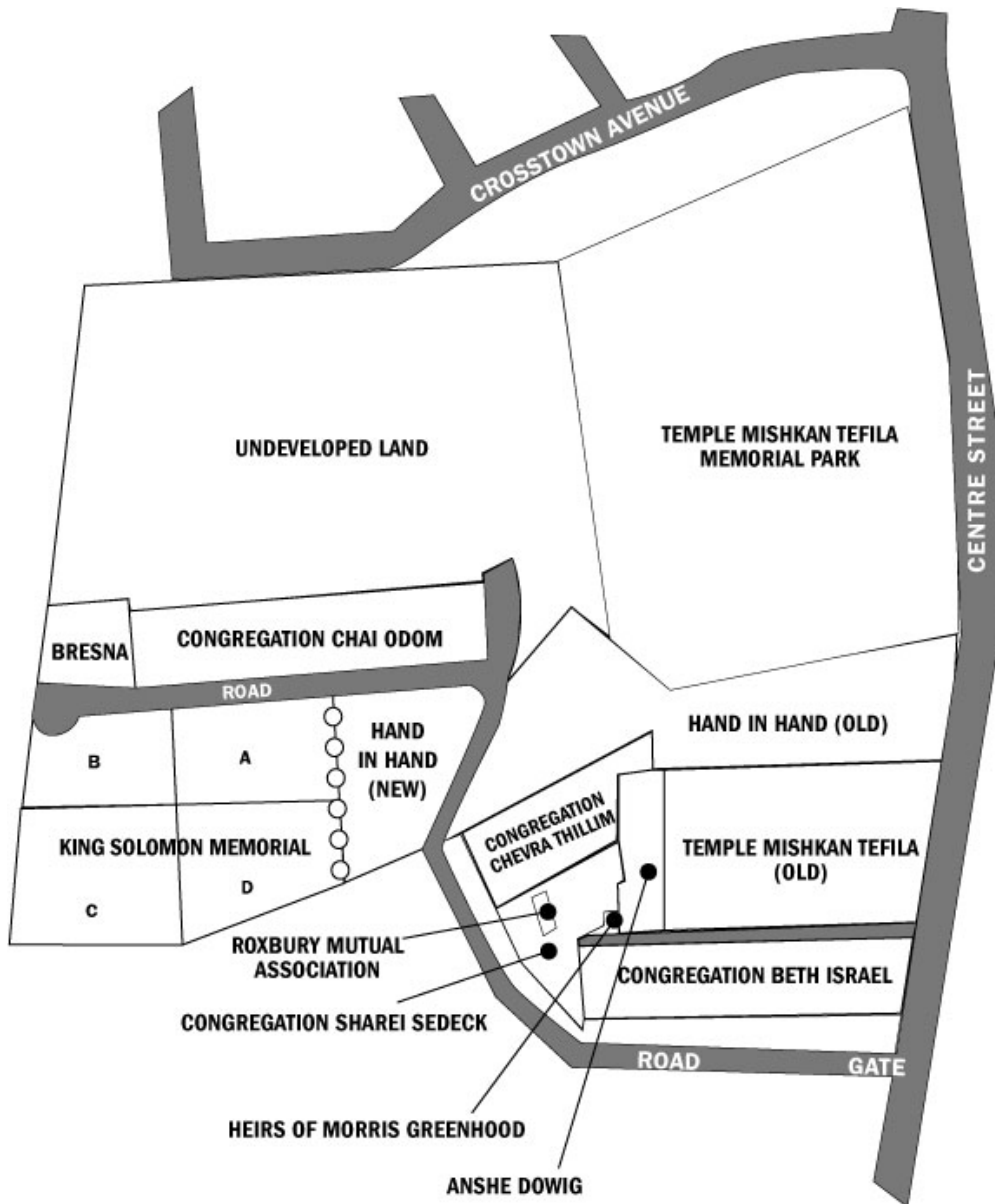 CROSSTOWN AVENUE
CENTRE STREET
UNDEVELOPED LAND
TEMPLE MISHKAN TEFILA
MEMORIAL PARK
BRESNA
CONGREGATION CHAI ODOM
ROAD
HAND
IN HAND
(NEW)
B
A
HAND IN HAND (OLD)
KING SOLOMON MEMORIAL
C
D
CONGREGATION
CHEVRA THILLIM
TEMPLE MISHKAN TEFILA
(OLD)
ROXBURY MUTUAL
ASSOCIATION
CONGREGATION BETH ISRAEL
CONGREGATION SHAREI SEDECK
ROAD
GATE
HEIRS OF MORRIS GREENHOOD
ANSHE DOWIG